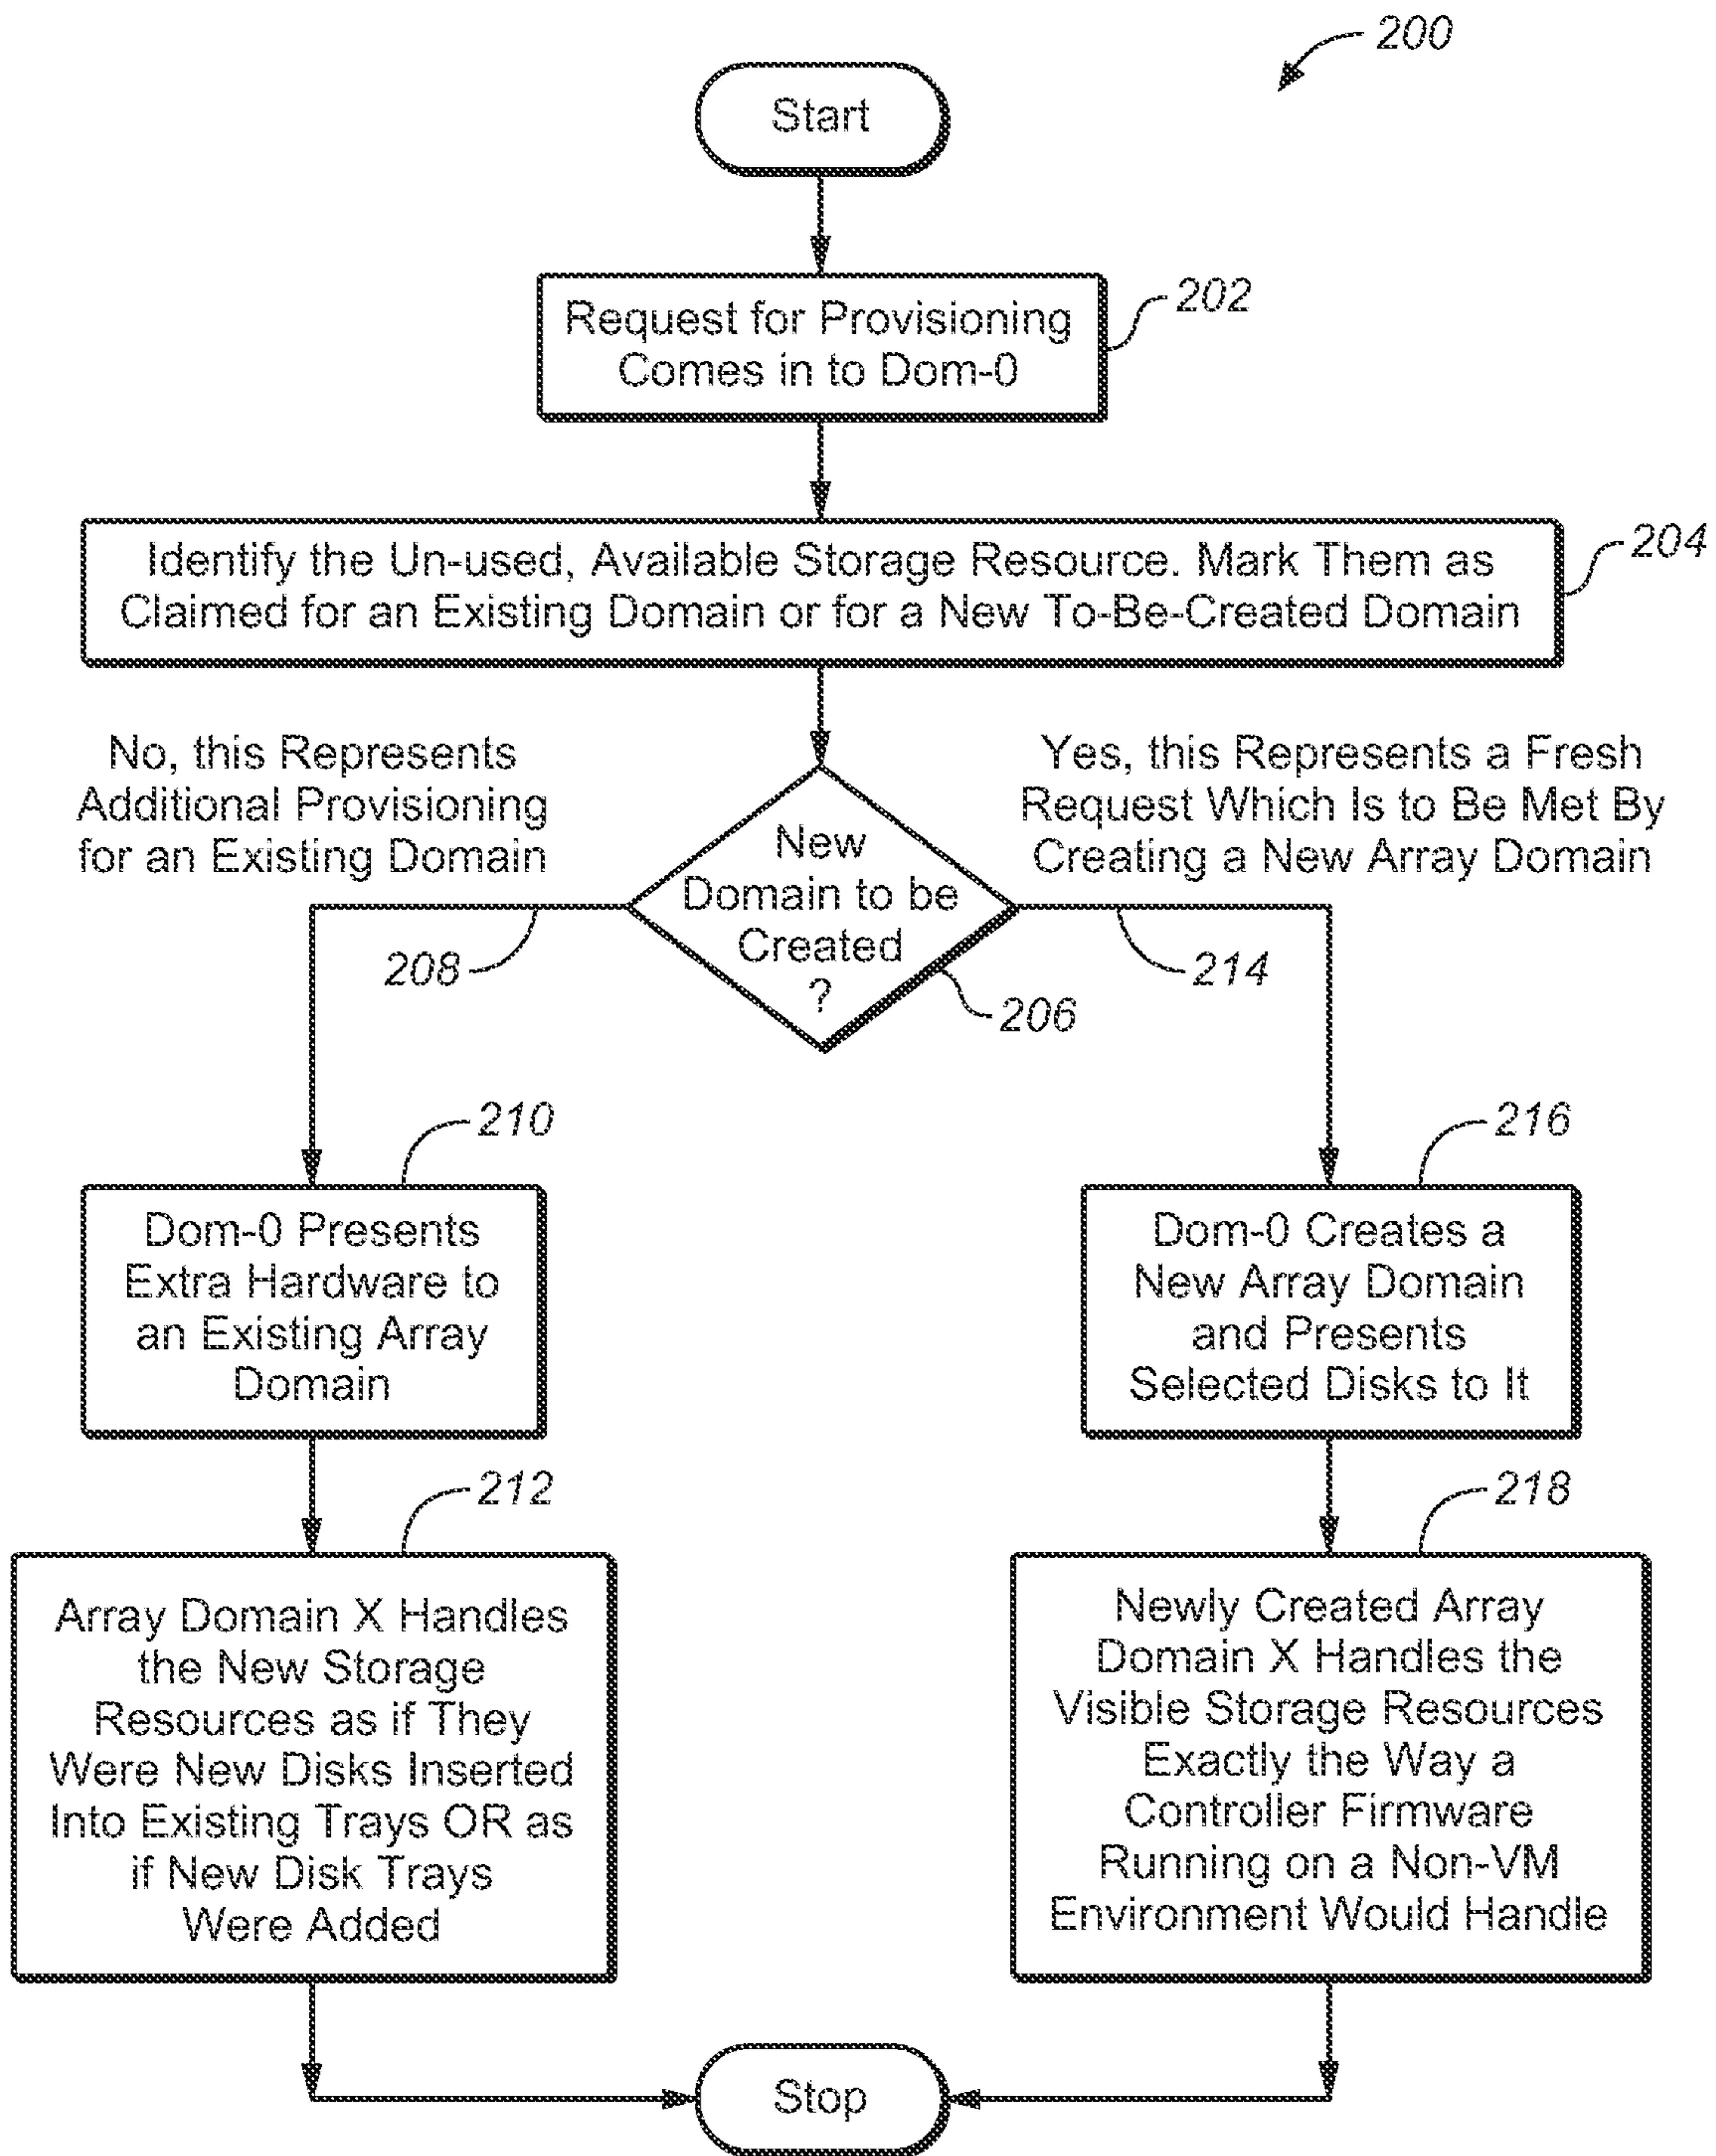 200
Start
Request for Provisioning
Comes in to Dom-0
202
Identify the Un-used, Available Storage Resource. Mark Them as
Claimed for an Existing Domain or for a New To-Be-Created Domain
204
No, this Represents
Additional Provisioning
for an Existing Domain
Yes, this Represents a Fresh
Request Which Is to Be Met By
Creating a New Array Domain
New
Domain to be
Created
?
208
214
206
210
216
Dom-0 Presents
Extra Hardware to
an Existing Array
Domain
Dom-0 Creates a
New Array Domain
and Presents
Selected Disks to It
212
218
Array Domain X Handles
the New Storage
Resources as if They
Were New Disks Inserted
Into Existing Trays OR as
if New Disk Trays
Were Added
Newly Created Array
Domain X Handles the
Visible Storage Resources
Exactly the Way a
Controller Firmware
Running on a Non-VM
Environment Would Handle
Stop